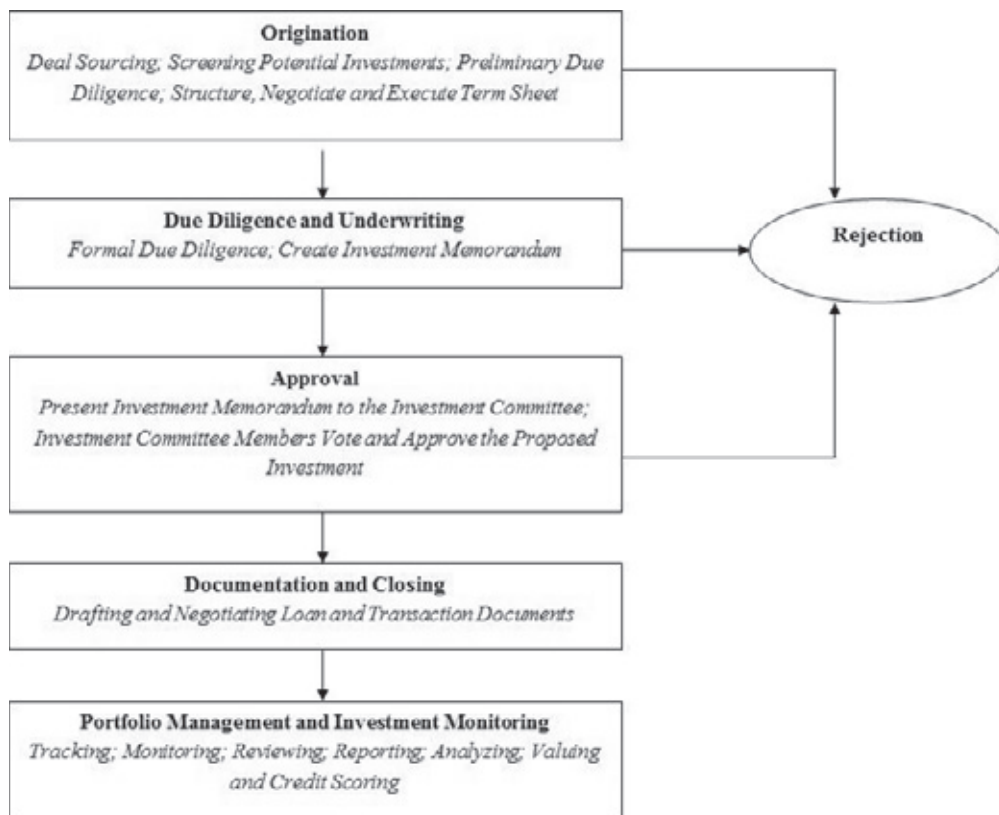 Origination
Deal Sourcing; Screening Potential Investments; Preliminary Due
Diligence; Structure, Negotiate and Execute Term Sheet
Due Diligence and Underwriting
Formal Due Diligence; Create Investment Memorandum
Rejection
Approval
Present Investment Memorandum to the Investment Committee;
Investment Committee Members Vote and Approve the Proposed
Investment
Documentation and Closing
Drafting and Negotiating Loan and Transaction Documents
Portfolio Management and Investment Monitoring
Tracking; Monitoring; Reviewing; Reporting; Analyzing; Valuing
and Credit Scoring